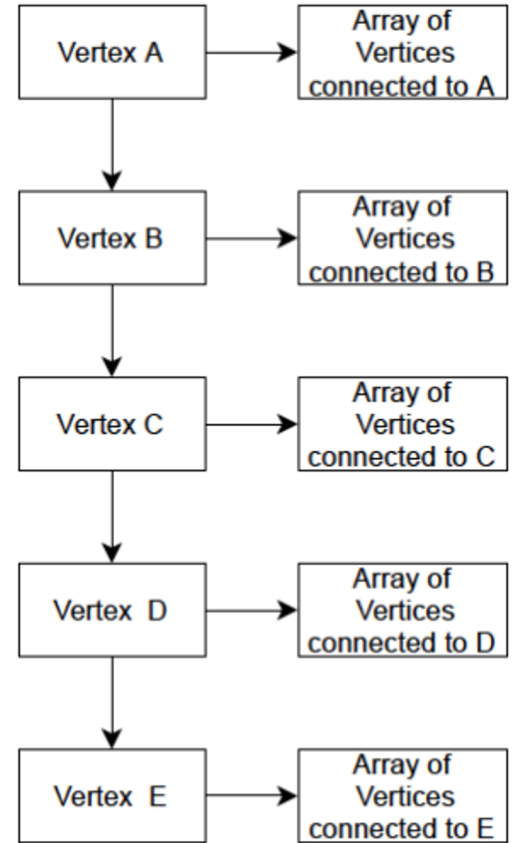 Vertex A
Array of
Vertices
connected to A
Vertex B
Array of
Vertices
connected to B
Vertex C
Array of
Vertices
connected to C
Vertex D
Array of
Vertices
connected to D
Vertex E
Array of
Vertices
connected to E